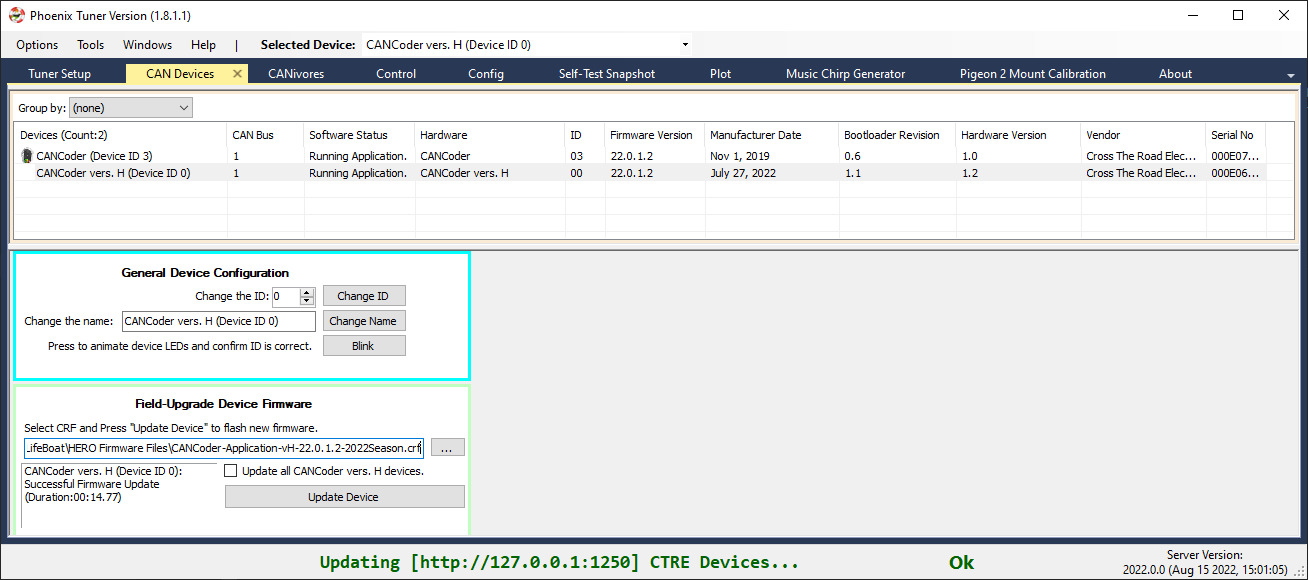 Phoenix Tuner Version (1.8.1.1)
Options Tools Windows Help | Selected Device: CANCoder vers. H (Device ID 0)
Tuner Setup CAN Devices CANivores Control Config Self-Test Snapshot Plot Music Chirp Generator Pigeon 2 Mount Calibration About
Group by: (none)
Devices (Count:2) CAN Bus Software Status Hardware ID Firmware Version Manufacturer Date Bootloader Revision Hardware Version Vendor Serial No
CANCoder (Device ID 3) 1 Running Application. CANCoder 03 22.0.1.2 Nov 1, 2019 0.6 1.0 Cross The Road Elec... 000E07...
CANCoder vers. H (Device ID 0) 1 Running Application. CANCoder vers. H 00 22.0.1.2 July 27, 2022 1.1 1.2 Cross The Road Elec... 000E06...
General Device Configuration
Change the ID: 0 Change ID
Change the name: CANCoder vers. H (Device ID 0) Change Name
Press to animate device LEDs and confirm ID is correct. Blink
Field-Upgrade Device Firmware
Select CRF and Press "Update Device" to flash new firmware.
.ifeBoat\HERO Firmware Files\CANCoder-Application-vH-22.0.1.2-2022Season.crf ...
CANCoder vers. H (Device ID 0): Update all CANCoder vers. H devices.
Successful Firmware Update
(Duration:00:14.77) Update Device
Updating [http://127.0.0.1:1250] CTRE Devices... Ok
Server Version:
2022.0.0 (Aug 15 2022, 15:01:05)